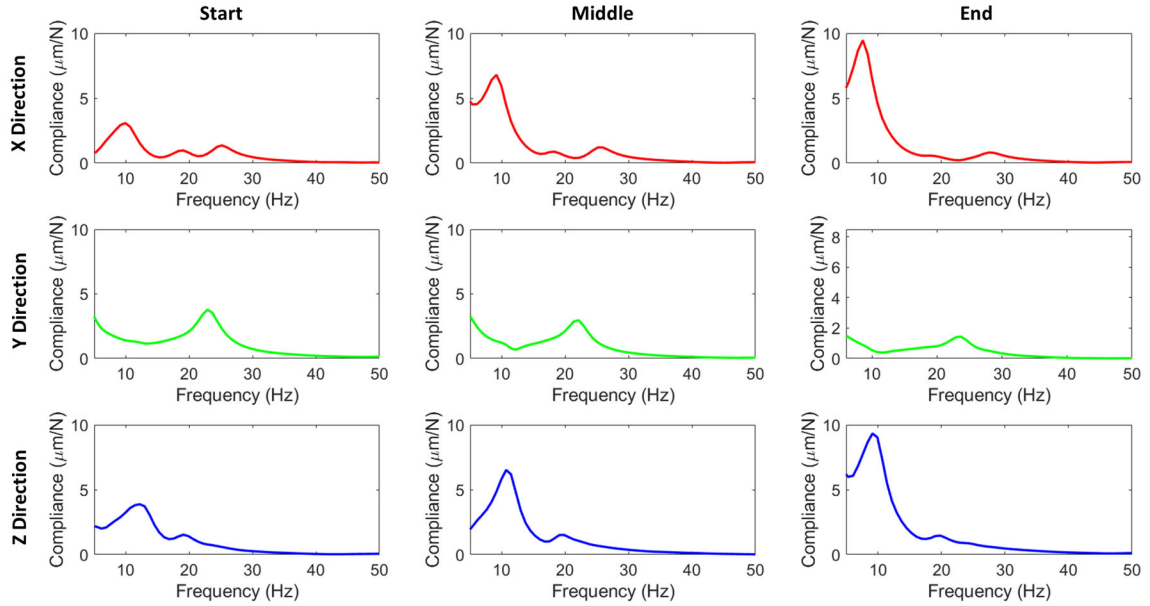 Start Middle End
X Direction
Compliance (μm/N) Compliance (μm/N) Compliance (μm/N)
10 10 10
5 5 5
0 0 0
10 20 30 40 50 10 20 30 40 50 10 20 30 40 50
Frequency (Hz) Frequency (Hz) Frequency (Hz)
Y Direction
Compliance (μm/N) Compliance (μm/N) Compliance (μm/N)
10 10 8
5 5 6
4
2
0 0 0
10 20 30 40 50 10 20 30 40 50 10 20 30 40 50
Frequency (Hz) Frequency (Hz) Frequency (Hz)
Z Direction
Compliance (μm/N) Compliance (μm/N) Compliance (μm/N)
10 10 10
5 5 5
0 0 0
10 20 30 40 50 10 20 30 40 50 10 20 30 40 50
Frequency (Hz) Frequency (Hz) Frequency (Hz)